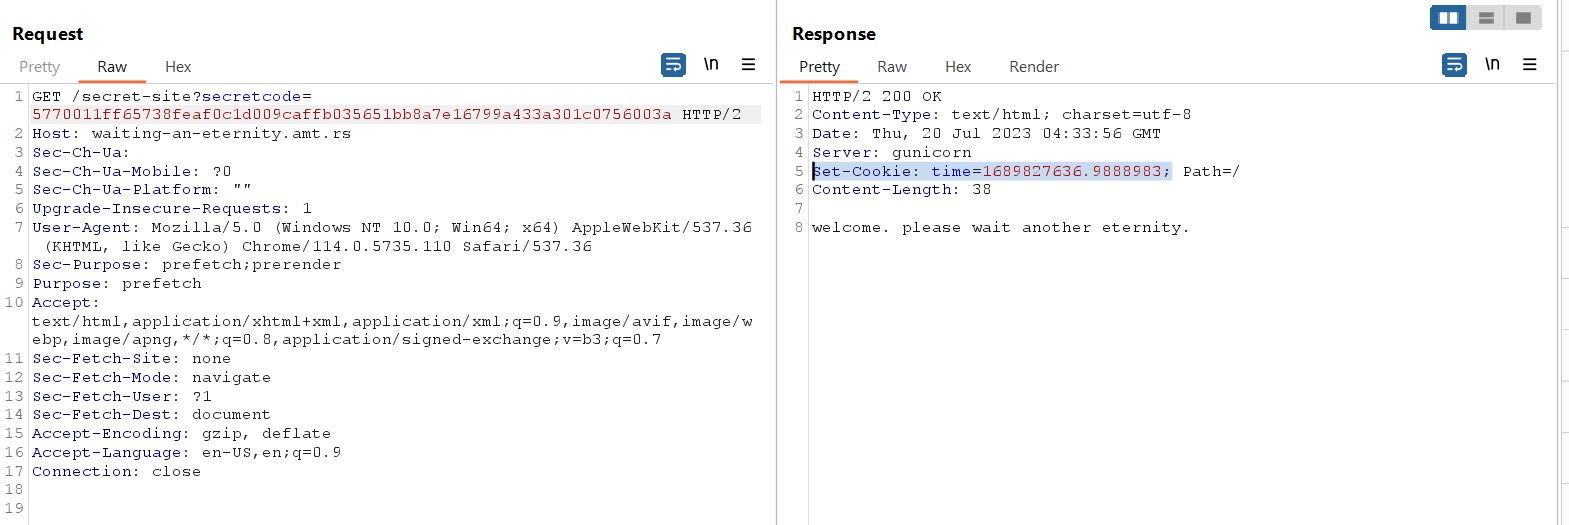 Request
Pretty Raw Hex \n
1 GET /secret-site?secretcode=
5770011ff65738feaf0c1d009caffb035651bb8a7e16799a433a301c0756003a HTTP/2
2 Host: waiting-an-eternity.amt.rs
3 Sec-Ch-Ua:
4 Sec-Ch-Ua-Mobile: ?0
5 Sec-Ch-Ua-Platform: ""
6 Upgrade-Insecure-Requests: 1
7 User-Agent: Mozilla/5.0 (Windows NT 10.0; Win64; x64) AppleWebKit/537.36
(KHTML, like Gecko) Chrome/114.0.5735.110 Safari/537.36
8 Sec-Purpose: prefetch;prerender
9 Purpose: prefetch
10 Accept:
text/html,application/xhtml+xml,application/xml;q=0.9,image/avif,image/w
ebp,image/apng,*/*;q=0.8,application/signed-exchange;v=b3;q=0.7
11 Sec-Fetch-Site: none
12 Sec-Fetch-Mode: navigate
13 Sec-Fetch-User: ?1
14 Sec-Fetch-Dest: document
15 Accept-Encoding: gzip, deflate
16 Accept-Language: en-US,en;q=0.9
17 Connection: close
18
19
Response
Pretty Raw Hex Render \n
1 HTTP/2 200 OK
2 Content-Type: text/html; charset=utf-8
3 Date: Thu, 20 Jul 2023 04:33:56 GMT
4 Server: gunicorn
5 Set-Cookie: time=1689827636.9888983; Path=/
6 Content-Length: 38
7
8 welcome. please wait another eternity.